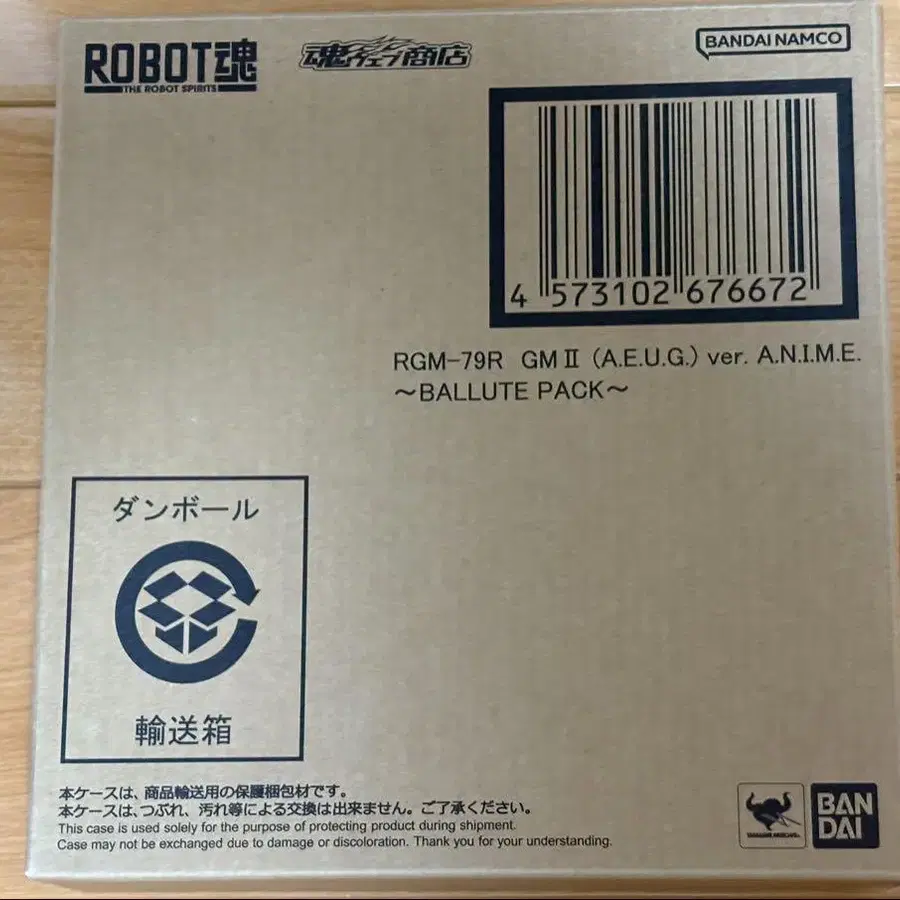 ROBOT魂
THE ROBOT SPIRITS
魂ウェブ商店
BANDAI NAMCO
4 573102 676672
RGM-79R GMⅡ (A.E.U.G.) ver. A.N.I.M.E.
～BALLUTE PACK～
ダンボール
輸送箱
本ケースは、商品輸送用の保護梱包材です。
本ケースは、つぶれ、汚れ等による交換は出来ません。ご了承ください。
This case is used solely for the purpose of protecting product during shipment.
Case may not be exchanged due to damage or discoloration. Thank you for your understanding.
BAN
DAI